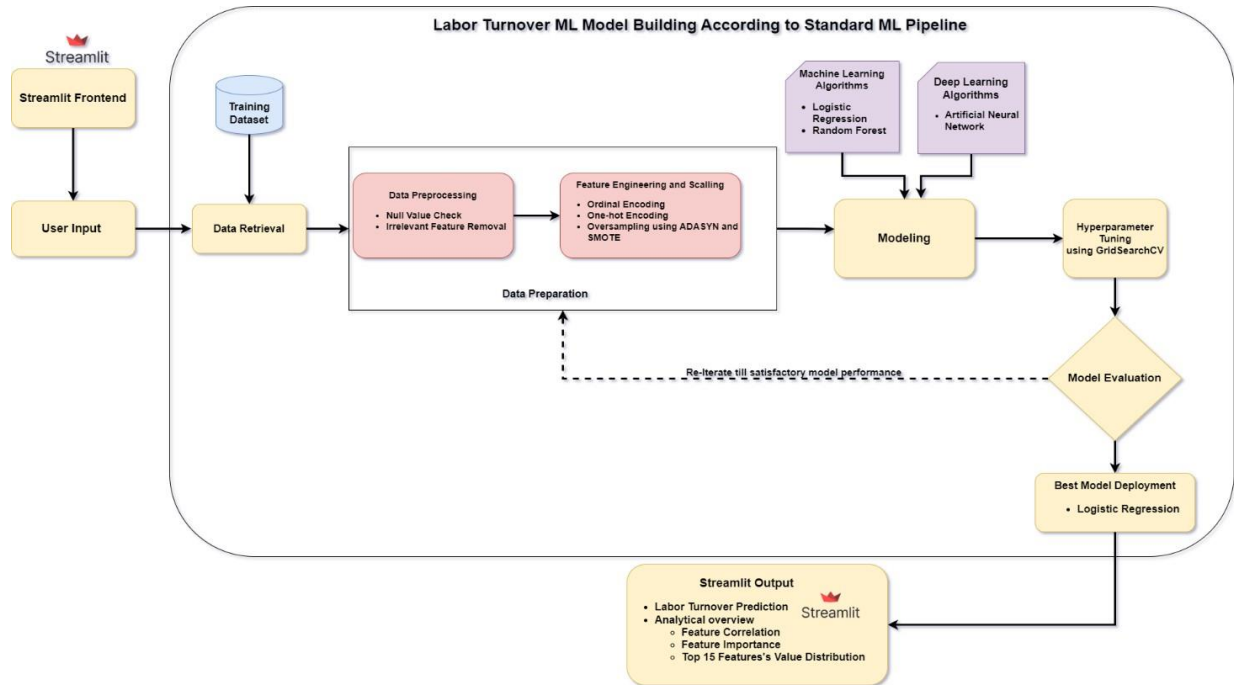 Labor Turnover ML Model Building According to Standard ML Pipeline
Streamlit
Streamlit Frontend
User Input
Training
Dataset
Data Retrieval
Data Preprocessing
• Null Value Check
• Irrelevant Feature Removal
Feature Engineering and Scalling
• Ordinal Encoding
• One-hot Encoding
• Oversampling using ADASYN and
SMOTE
Data Preparation
Machine Learning
Algorithms
• Logistic
Regression
• Random Forest
Deep Learning
Algorithms
• Artificial Neural
Network
Modeling
Hyperparameter
Tuning
using GridSearchCV
Re-Iterate till satisfactory model performance
Model Evaluation
Best Model Deployment
• Logistic Regression
Streamlit Output
• Labor Turnover Prediction
• Analytical overview
○ Feature Correlation
○ Feature Importance
○ Top 15 Features's Value Distribution
Streamlit